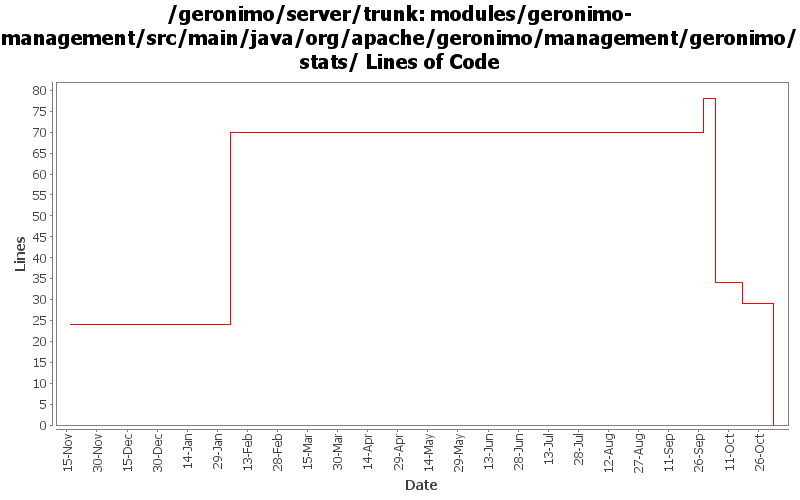 /geronimo/server/trunk: modules/geronimo-
management/src/main/java/org/apache/geronimo/management/geronimo/
stats/ Lines of Code
80
75
70
65
60
55
50
45
40
35
30
25
20
15
10
5
0
Lines
15-Nov
30-Nov
15-Dec
30-Dec
14-Jan
29-Jan
13-Feb
28-Feb
15-Mar
30-Mar
14-Apr
29-Apr
14-May
29-May
13-Jun
28-Jun
13-Jul
28-Jul
12-Aug
27-Aug
11-Sep
26-Sep
11-Oct
26-Oct
Date